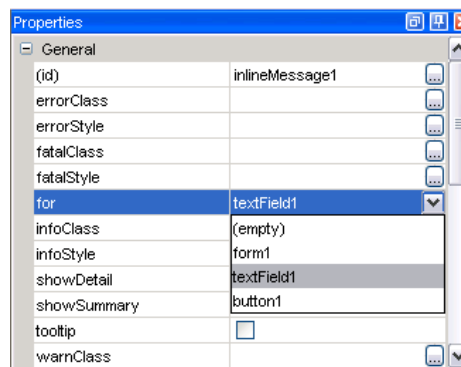 Properties
General
(id) inlineMessage1
errorClass
errorStyle
fatalClass
fatalStyle
for textField1
infoClass (empty)
infoStyle form1
showDetail textField1
showSummary button1
tooltip
warnClass